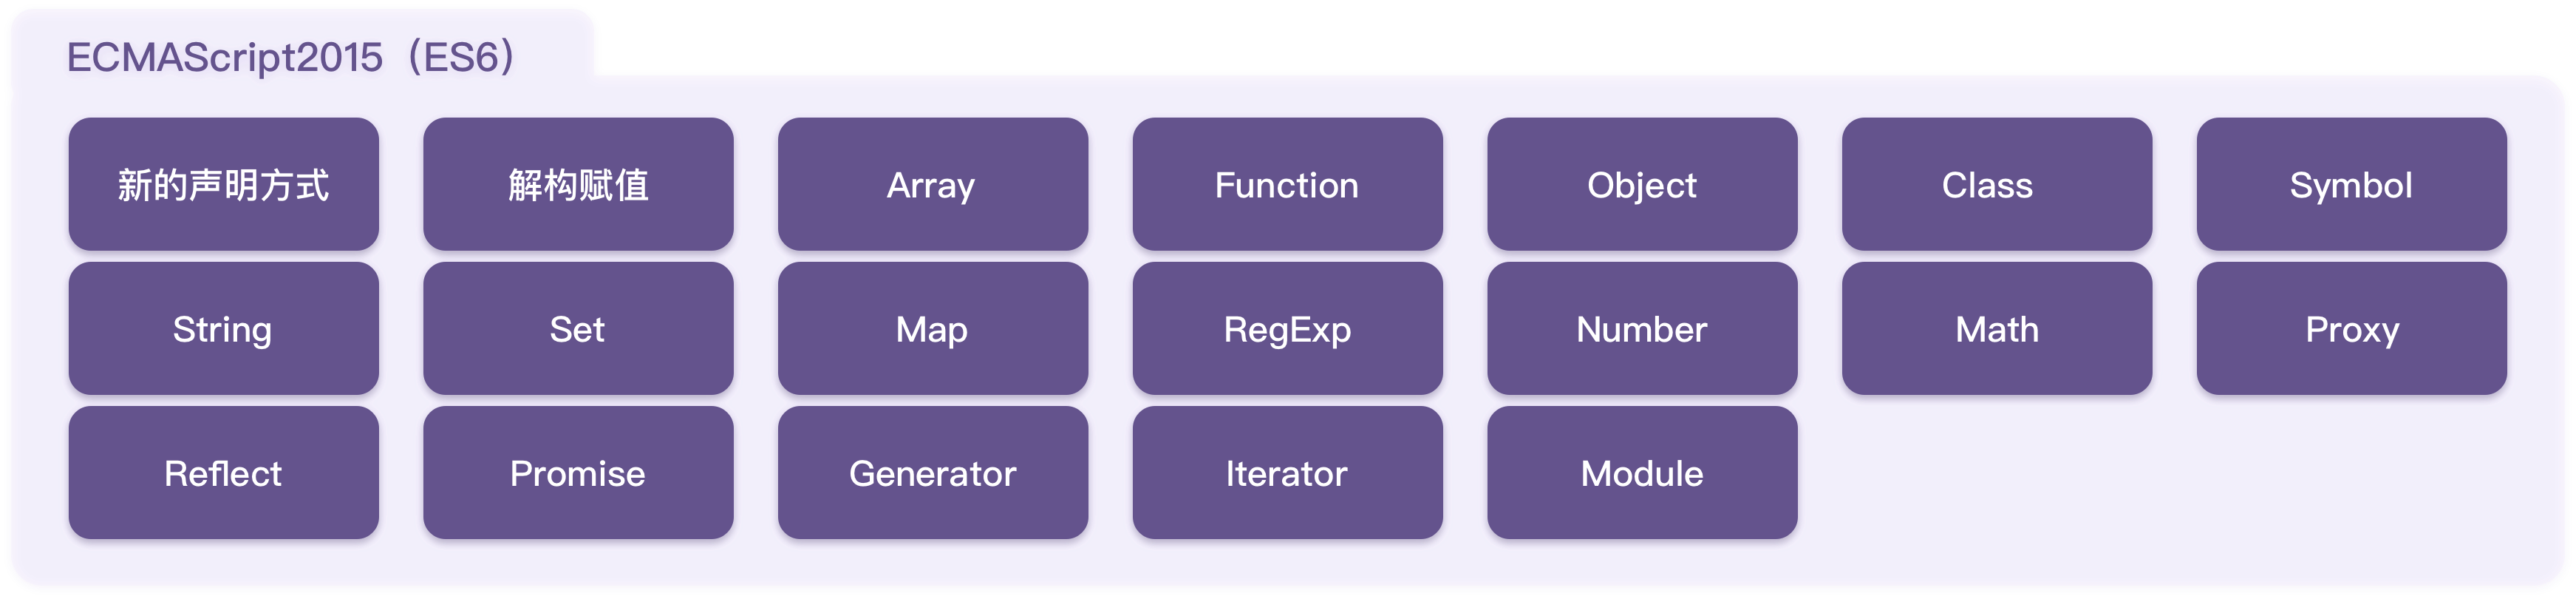 ECMAScript2015（ES6）
新的声明方式
解构赋值
Array
Function
Object
Class
Symbol
String
Set
Map
RegExp
Number
Math
Proxy
Reflect
Promise
Generator
Iterator
Module